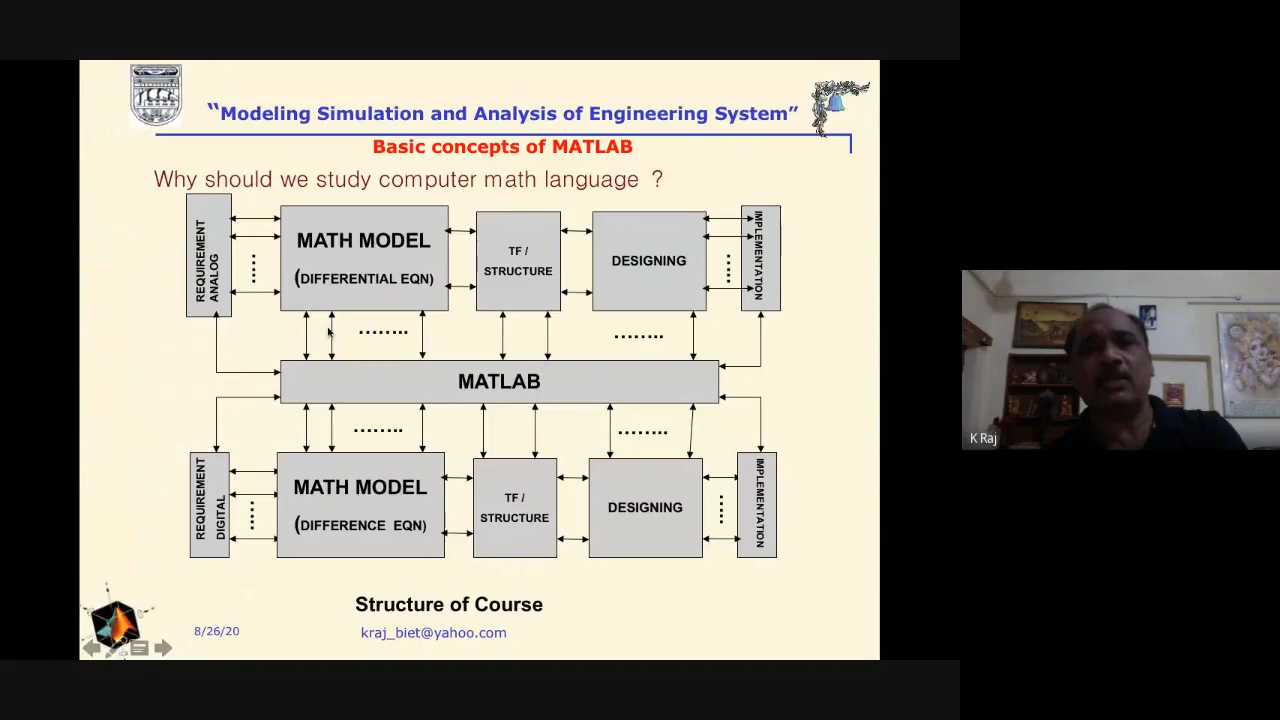 “Modeling Simulation and Analysis of Engineering System”
Basic concepts of MATLAB
Why should we study computer math language ?
REQUIREMENT
ANALOG
MATH MODEL
(DIFFERENTIAL EQN)
TF /
STRUCTURE
DESIGNING
IMPLEMENTATION
........
........
MATLAB
........
........
REQUIREMENT
DIGITAL
MATH MODEL
(DIFFERENCE EQN)
TF /
STRUCTURE
DESIGNING
IMPLEMENTATION
Structure of Course
8/26/20
kraj_biet@yahoo.com
K Raj